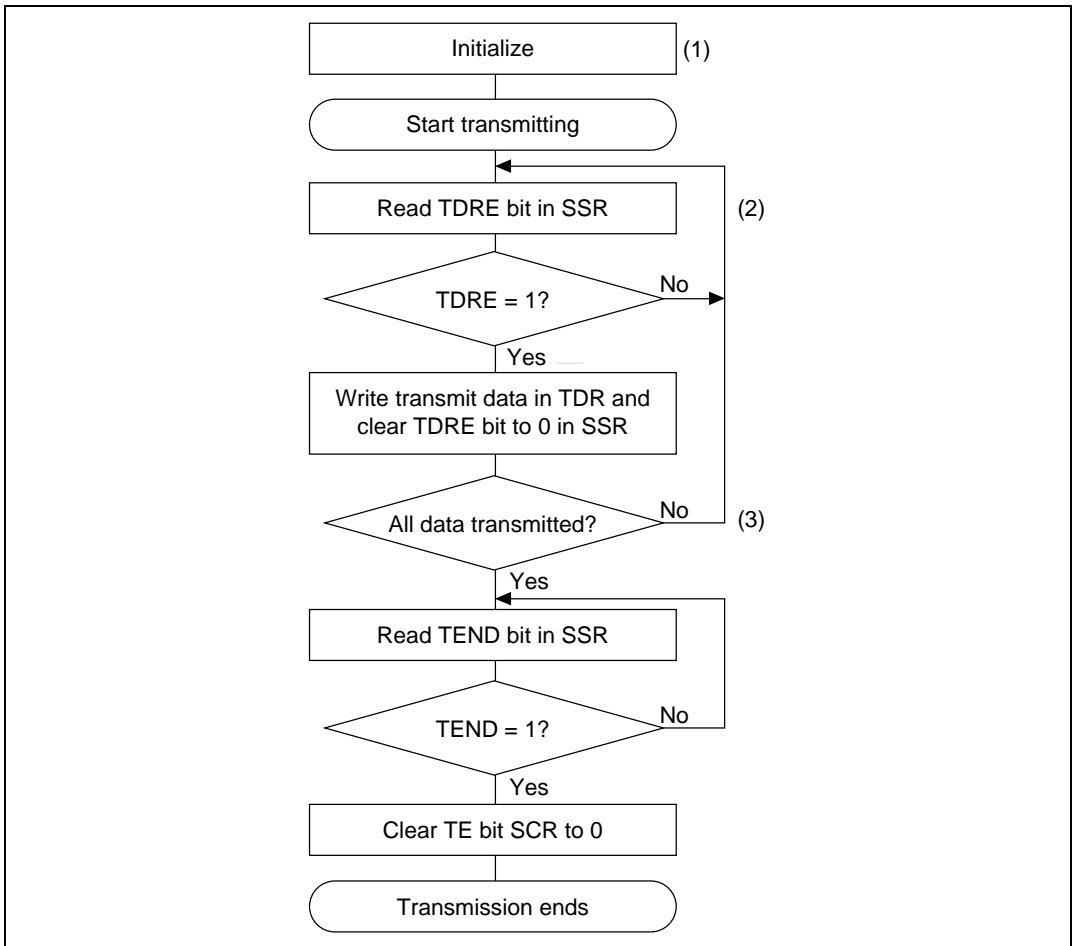 Initialize
(1)
Start transmitting
Read TDRE bit in SSR
(2)
TDRE = 1?
No
Yes
Write transmit data in TDR and
clear TDRE bit to 0 in SSR
All data transmitted?
No
(3)
Yes
Read TEND bit in SSR
TEND = 1?
No
Yes
Clear TE bit SCR to 0
Transmission ends